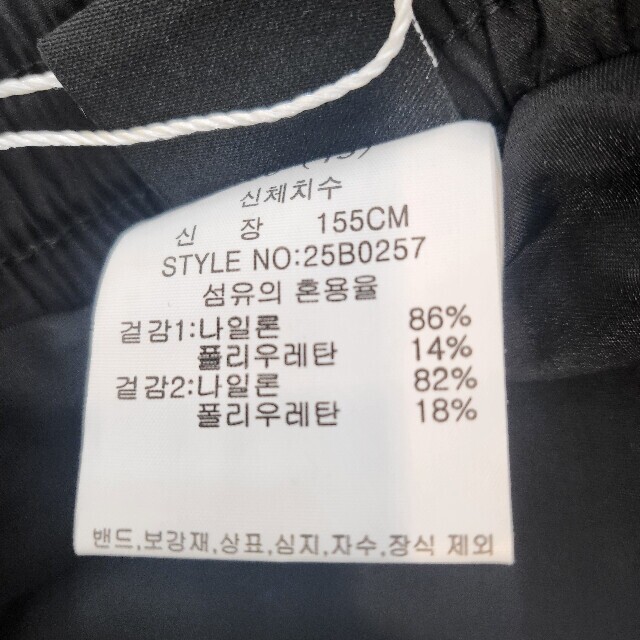 신체치수
신 장 155CM
STYLE NO:25B0257
섬유의 혼용율
겉감1:나일론 86%
폴리우레탄 14%
겉감2:나일론 82%
폴리우레탄 18%
밴드,보강재,상표,심지,자수,장식 제외